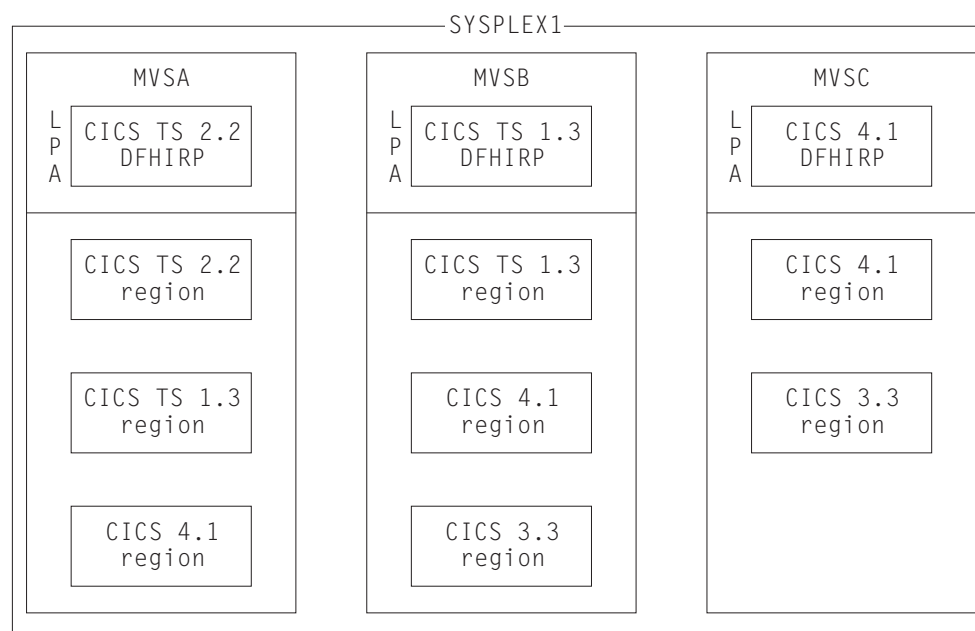 SYSPLEX1
MVSA
L
P
A
CICS TS 2.2
DFHIRP
CICS TS 2.2
region
CICS TS 1.3
region
CICS 4.1
region
MVSB
L
P
A
CICS TS 1.3
DFHIRP
CICS TS 1.3
region
CICS 4.1
region
CICS 3.3
region
MVSC
L
P
A
CICS 4.1
DFHIRP
CICS 4.1
region
CICS 3.3
region